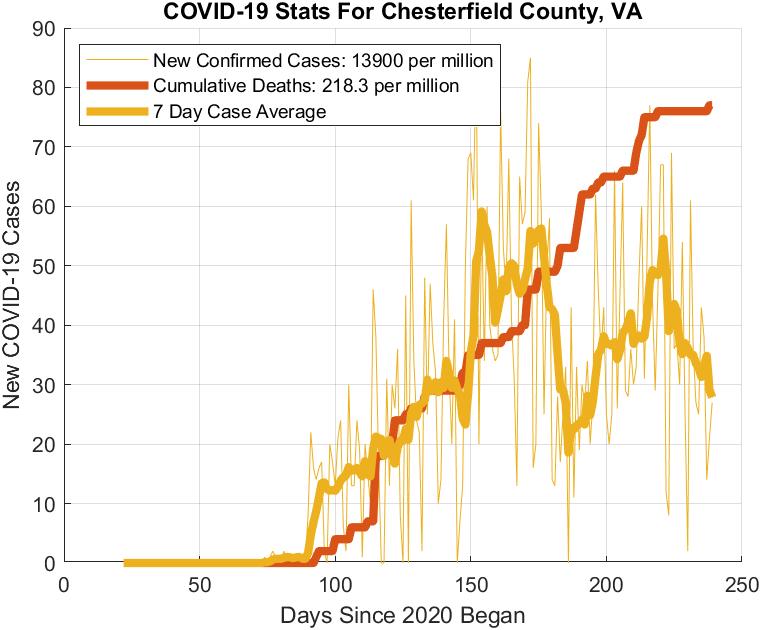 COVID-19 Stats For Chesterfield County, VA
New Confirmed Cases: 13900 per million
Cumulative Deaths: 218.3 per million
7 Day Case Average
New COVID-19 Cases
90
80
70
60
50
40
30
20
10
0
0 50 100 150 200 250
Days Since 2020 Began